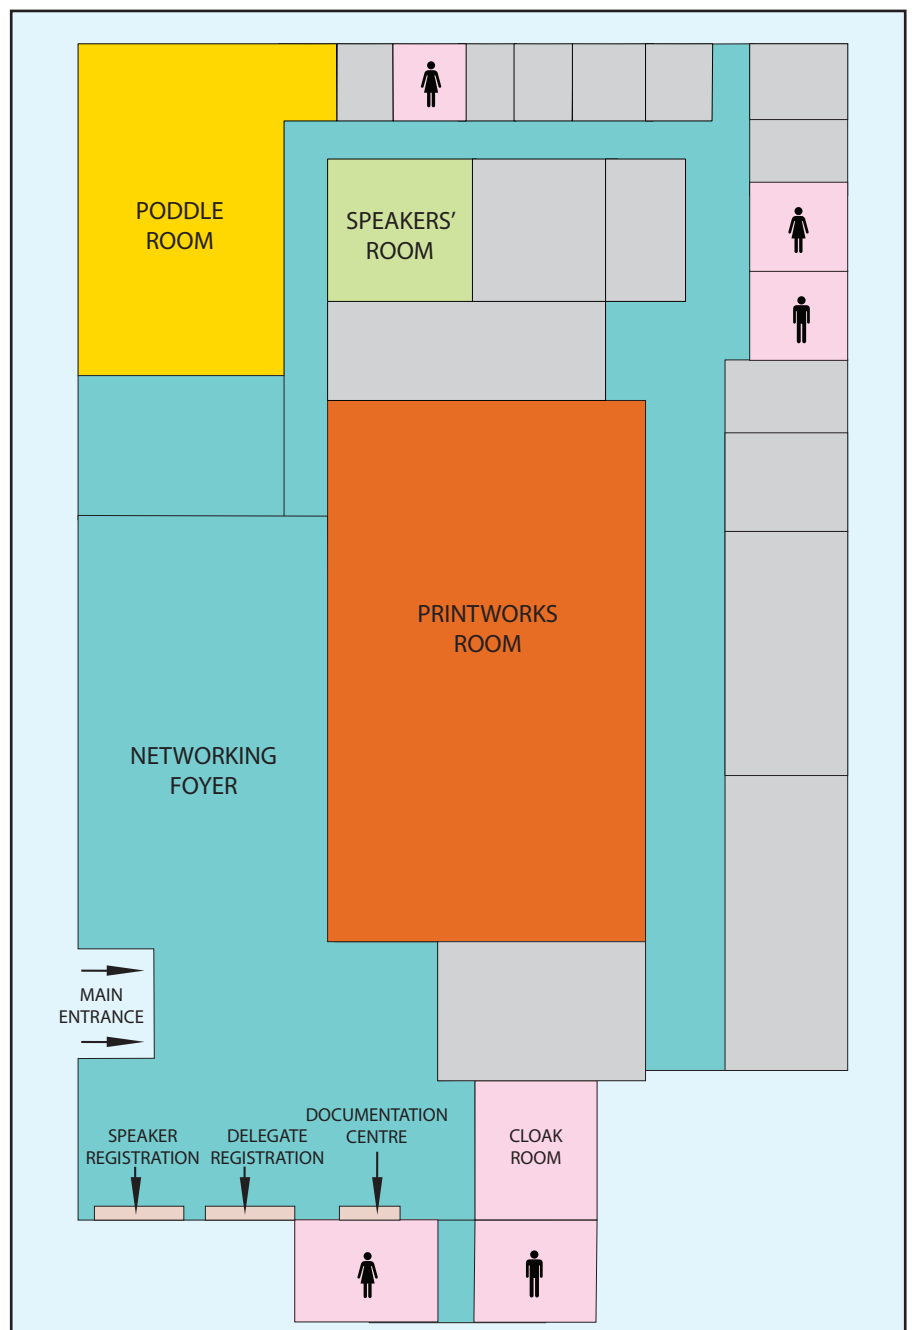 PODDLE
ROOM
SPEAKERS’
ROOM
PRINTWORKS
ROOM
NETWORKING
FOYER
MAIN
ENTRANCE
SPEAKER
REGISTRATION
DELEGATE
REGISTRATION
DOCUMENTATION
CENTRE
CLOAK
ROOM